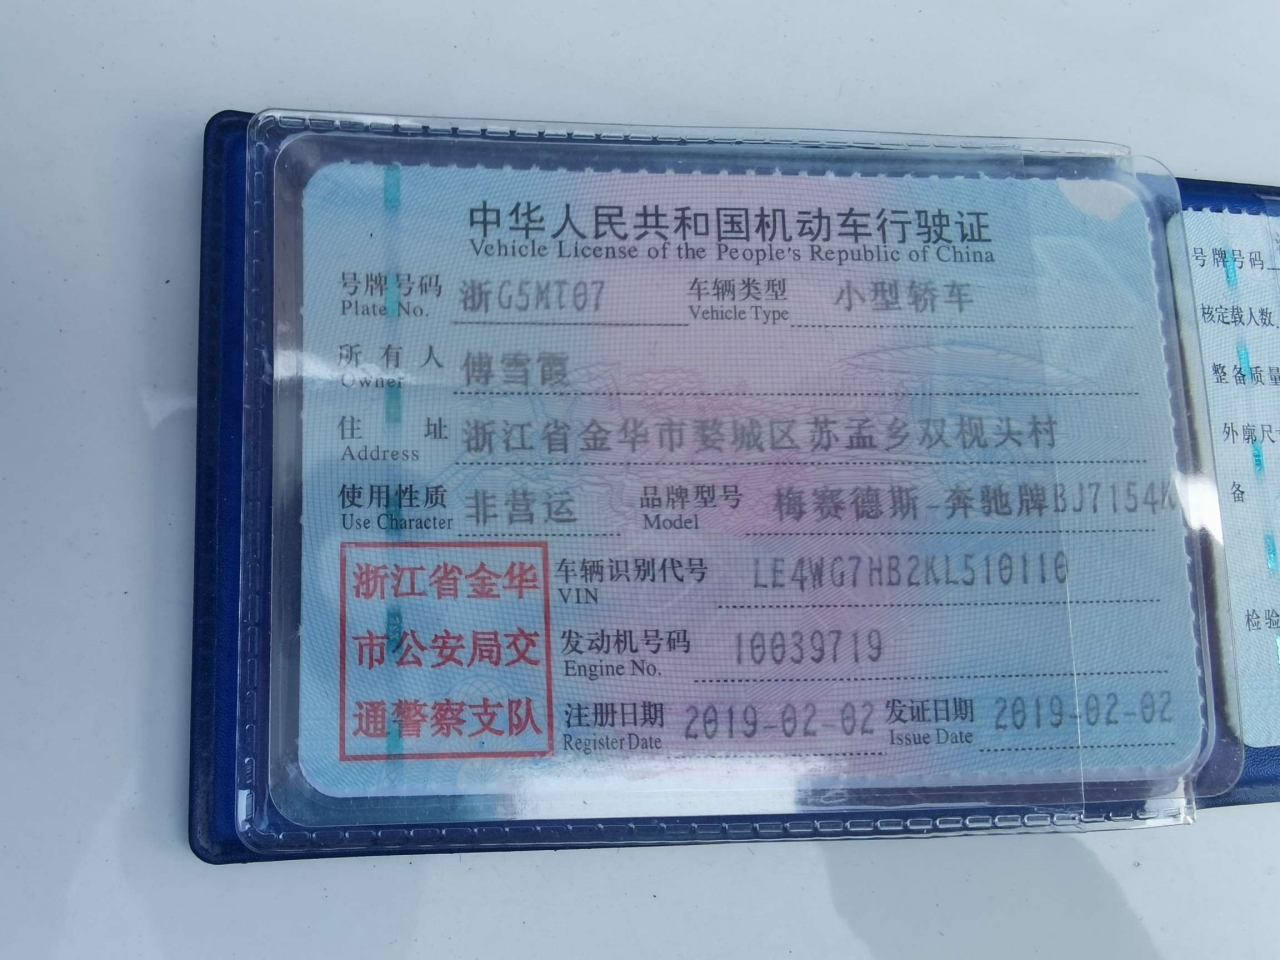 中华人民共和国机动车行驶证
Vehicle License of the People's Republic of China
号牌号码 浙G5MT07 车辆类型 小型轿车
Plate No. Vehicle Type
所有人 傅雪霞
Owner
住址 浙江省金华市婺城区苏孟乡双枧头村
Address
使用性质 非营运 品牌型号 梅赛德斯-奔驰牌BJ7154
Use Character Model
浙江省金华
市公安局交
通警察支队
车辆识别代号 LE4WG7HB2KL510110
VIN
发动机号码 10039719
Engine No.
注册日期 2019-02-02 发证日期 2019-02-02
Register Date Issue Date
号牌号码
核定载人数
整备质量
外廓尺
备
检验